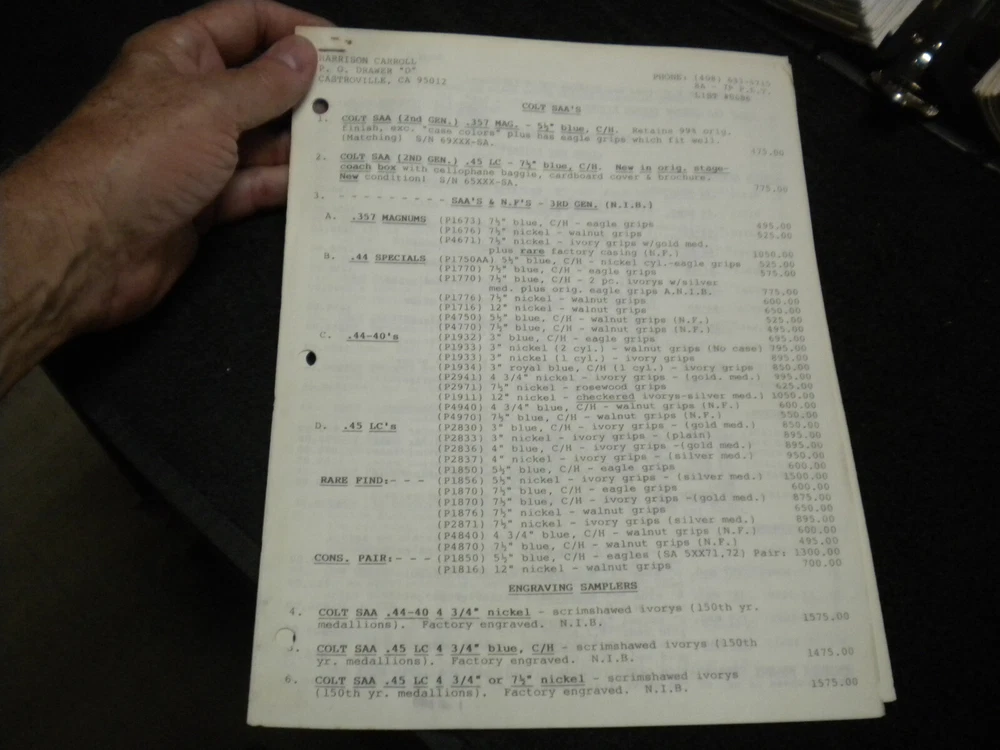 HARRISON CARROLL
P. O. DRAWER "D"
CASTROVILLE, CA 95012
PHONE: (408)
LIST
COLT SAA'S
1. COLT SAA (2nd GEN.) .357 MAG. - 5½" blue, C/H. Retains 99% orig.
finish, exc. "case colors" plus has eagle grips which fit well.
(Matching) S/N 69XXX-SA. 475.00
2. COLT SAA (2ND GEN.) .45 LC - 7½" blue, C/H. New in orig. stage-
coach box with cellophane baggie, cardboard cover & brochure.
New condition! S/N 65XXX-SA. 775.00
3. - - - - - - - - - SAA'S & N.F'S - 3RD GEN. (N.I.B.)
A. .357 MAGNUMS (P1673) 7½" blue, C/H - eagle grips 495.00
(P1676) 7½" nickel - walnut grips 525.00
(P4671) 7½" nickel - ivory grips w/gold med.
plus rare factory casing (N.F.) 1050.00
B. .44 SPECIALS (P1750AA) 5½" blue, C/H - nickel cyl.-eagle grips 525.00
(P1770) 7½" blue, C/H - eagle grips 575.00
(P1770) 7½" blue, C/H - 2 pc. ivorys w/silver
med. plus orig. eagle grips A.N.I.B. 775.00
(P1776) 7½" nickel - walnut grips 600.00
(P1716) 12" nickel - walnut grips 650.00
(P4750) 5½" blue, C/H - walnut grips (N.F.) 525.00
(P4770) 7½" blue, C/H - walnut grips (N.F.) 495.00
C. .44-40's (P1932) 3" blue, C/H - eagle grips 695.00
(P1933) 3" nickel (2 cyl.) - walnut grips (No case) 795.00
(P1933) 3" nickel (1 cyl.) - ivory grips 895.00
(P1934) 3" royal blue, C/H (1 cyl.) - ivory grips 850.00
(P2941) 4 3/4" nickel - ivory grips - (gold. med.) 995.00
(P2971) 7½" nickel - rosewood grips 625.00
(P1911) 12" nickel - checkered ivorys-silver med.) 1050.00
(P4940) 4 3/4" blue, C/H - walnut grips (N.F.) 600.00
(P4970) 7½" blue, C/H - walnut grips (N.F.) 550.00
D. .45 LC's (P2830) 3" blue, C/H - ivory grips - (gold med.) 850.00
(P2833) 3" nickel - ivory grips - (plain) 895.00
(P2836) 4" blue, C/H - ivory grips -(gold med.) 895.00
(P2837) 4" nickel - ivory grips - (silver med.) 950.00
(P1850) 5½" blue, C/H - eagle grips 600.00
RARE FIND:- - - (P1856) 5½" nickel - ivory grips - (silver med.) 1500.00
(P1870) 7½" blue, C/H - eagle grips 600.00
(P1870) 7½" blue, C/H - ivory grips -(gold med.) 875.00
(P1876) 7½" nickel - walnut grips 650.00
(P2871) 7½" nickel - ivory grips (silver med.) 895.00
(P4840) 4 3/4" blue, C/H - walnut grips (N.F.) 600.00
(P4870) 7½" blue, C/H - walnut grips (N.F.) 495.00
CONS. PAIR:- - - (P1850) 5½" blue, C/H - eagles (SA 5XX71,72) Pair: 1300.00
(P1816) 12" nickel - walnut grips 700.00
ENGRAVING SAMPLERS
4. COLT SAA .44-40 4 3/4" nickel - scrimshawed ivorys (150th yr.
medallions). Factory engraved. N.I.B. 1575.00
5. COLT SAA .45 LC 4 3/4" blue, C/H - scrimshawed ivorys (150th
yr. medallions). Factory engraved. N.I.B. 1475.00
6. COLT SAA .45 LC 4 3/4" or 7½" nickel - scrimshawed ivorys
(150th yr. medallions). Factory engraved. N.I.B. 1575.00